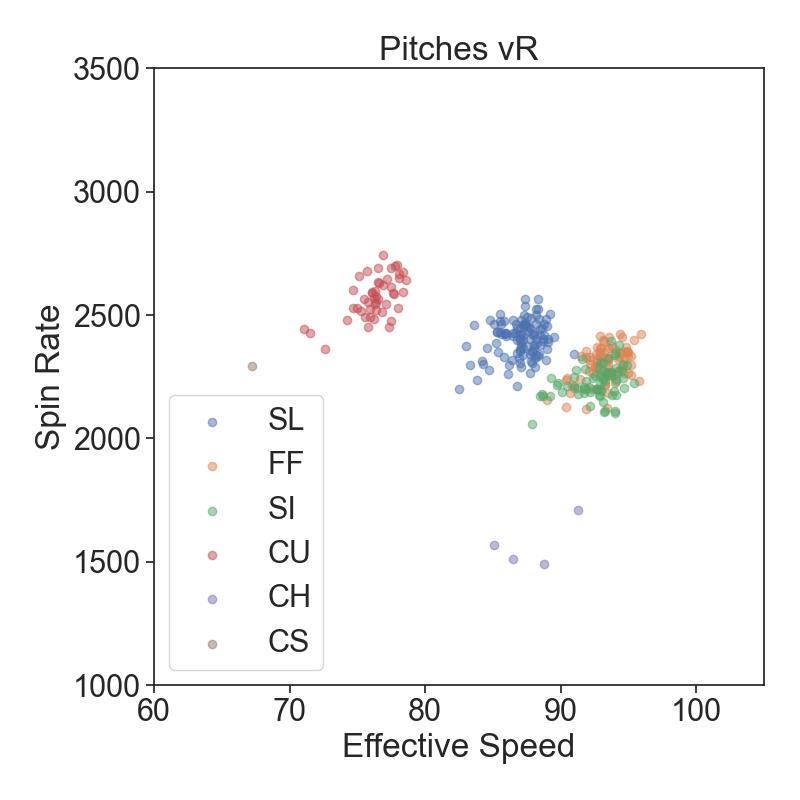 Pitches vR
3500
3000
2500
2000
1500
1000
Spin Rate
SL
FF
SI
CU
CH
CS
60 70 80 90 100
Effective Speed